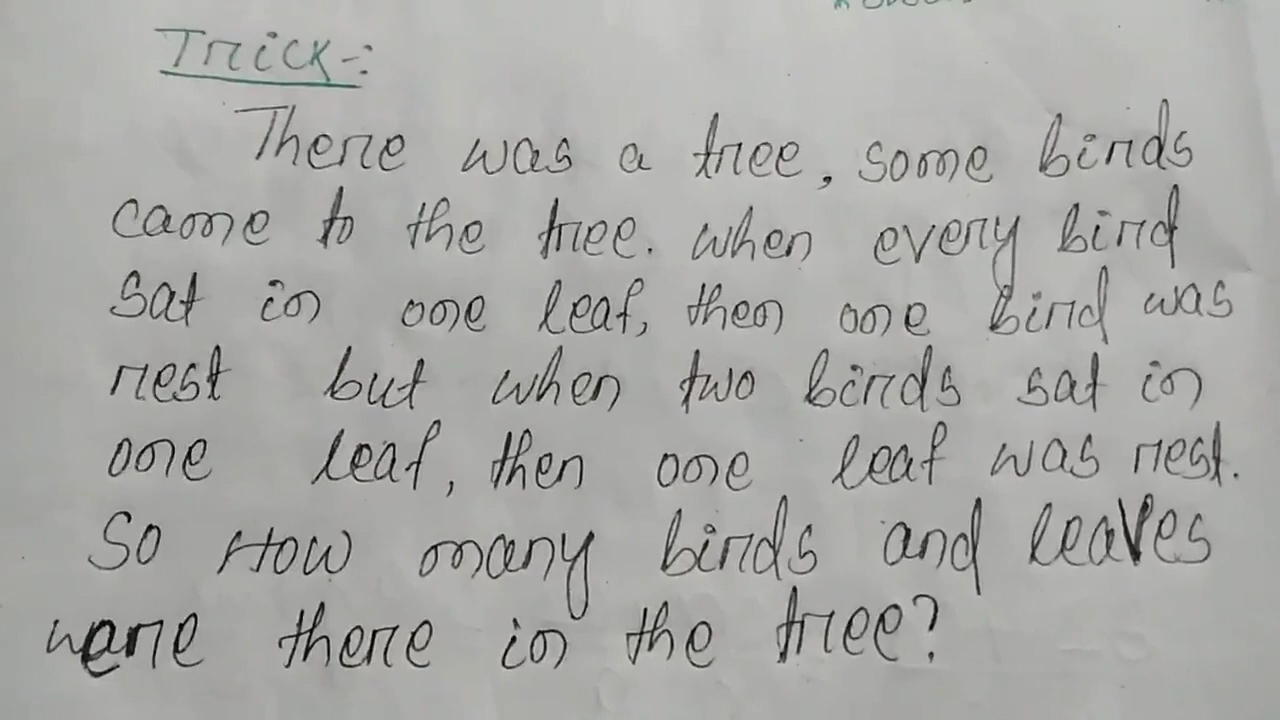 Trick-:
There was a tree, some birds
came to the tree. when every bird
sat in one leaf, then one bird was
rest but when two birds sat in
one leaf, then one leaf was rest.
So How many birds and leaves
were there in the tree?